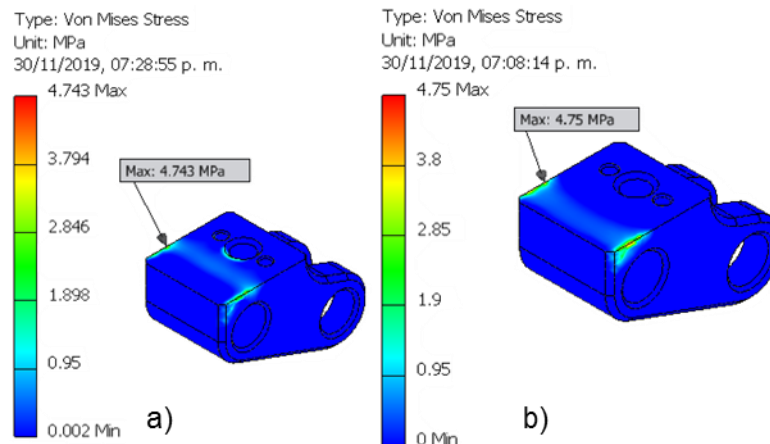 Type: Von Mises Stress
Unit: MPa
30/11/2019, 07:28:55 p. m.
4.743 Max
3.794
2.846
1.898
0.95
0.002 Min
Max: 4.743 MPa
a)
Type: Von Mises Stress
Unit: MPa
30/11/2019, 07:08:14 p. m.
4.75 Max
3.8
2.85
1.9
0.95
0 Min
Max: 4.75 MPa
b)